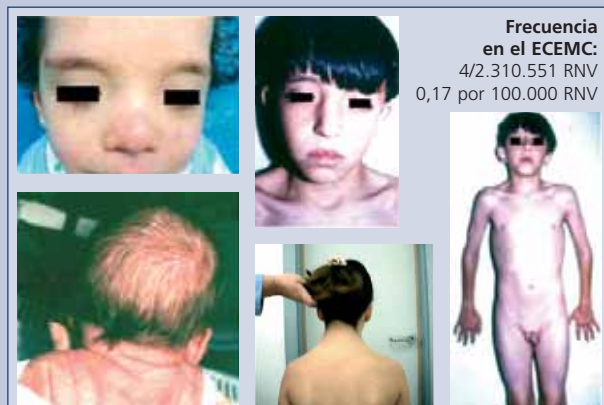 Frecuencia
en el ECEMC:
4/2.310.551 RNV
0,17 por 100.000 RNV